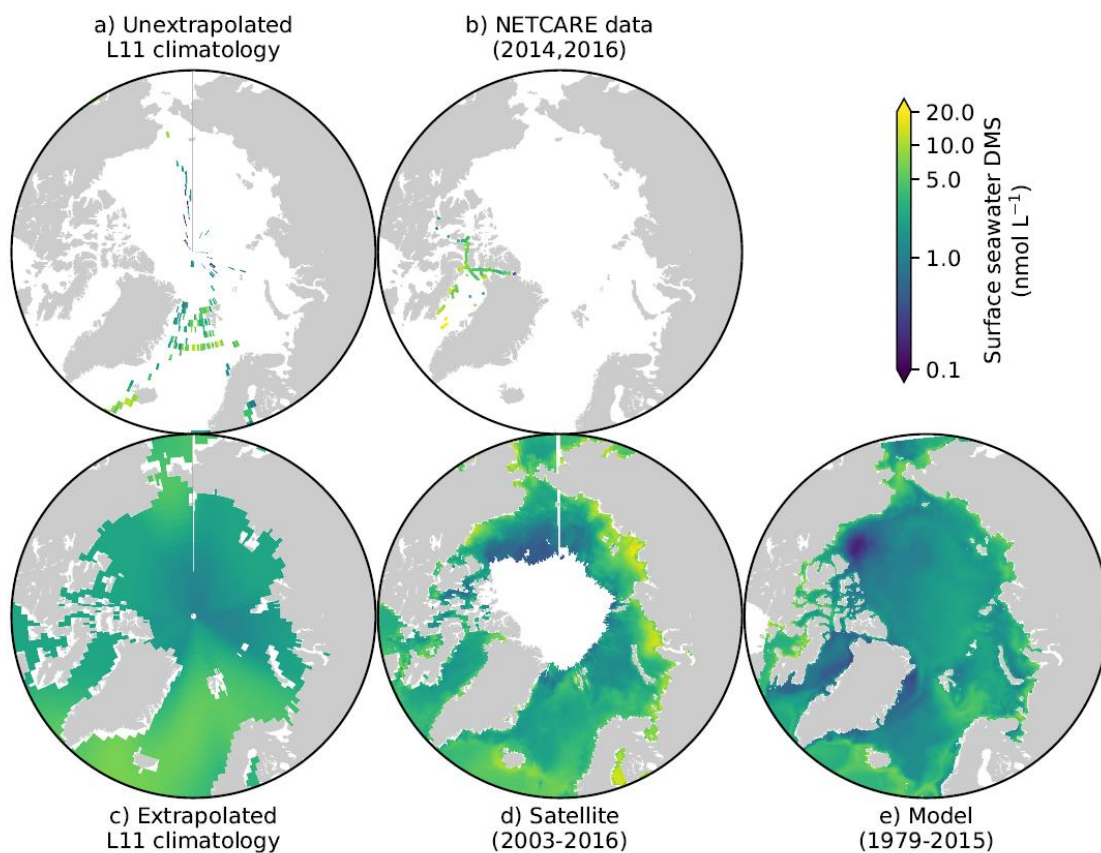 a) Unextrapolated
L11 climatology
b) NETCARE data
(2014,2016)
20.0
10.0
5.0
1.0
0.1
Surface seawater DMS
(nmol L⁻¹)
c) Extrapolated
L11 climatology
d) Satellite
(2003-2016)
e) Model
(1979-2015)